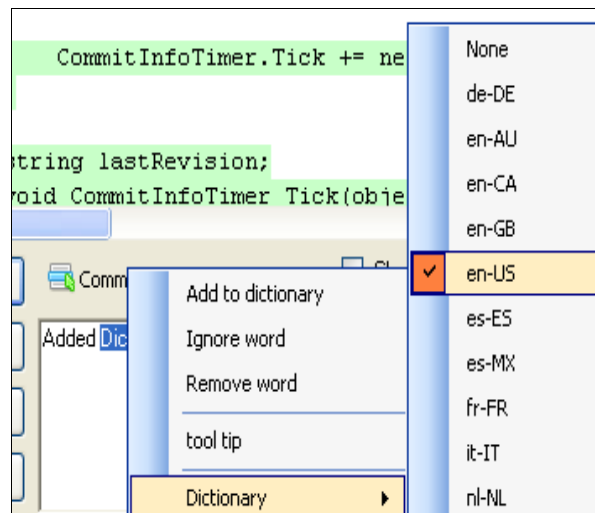 CommitInfoTimer.Tick += ne
string lastRevision;
void CommitInfoTimer_Tick(obje
Comm
Added Dic
Add to dictionary
Ignore word
Remove word
tool tip
Dictionary
None
de-DE
en-AU
en-CA
en-GB
en-US
es-ES
es-MX
fr-FR
it-IT
nl-NL